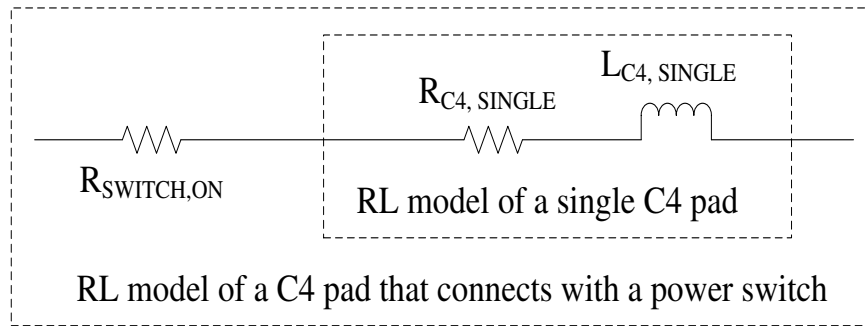 L_C4, SINGLE
R_C4, SINGLE
R_SWITCH,ON
RL model of a single C4 pad
RL model of a C4 pad that connects with a power switch